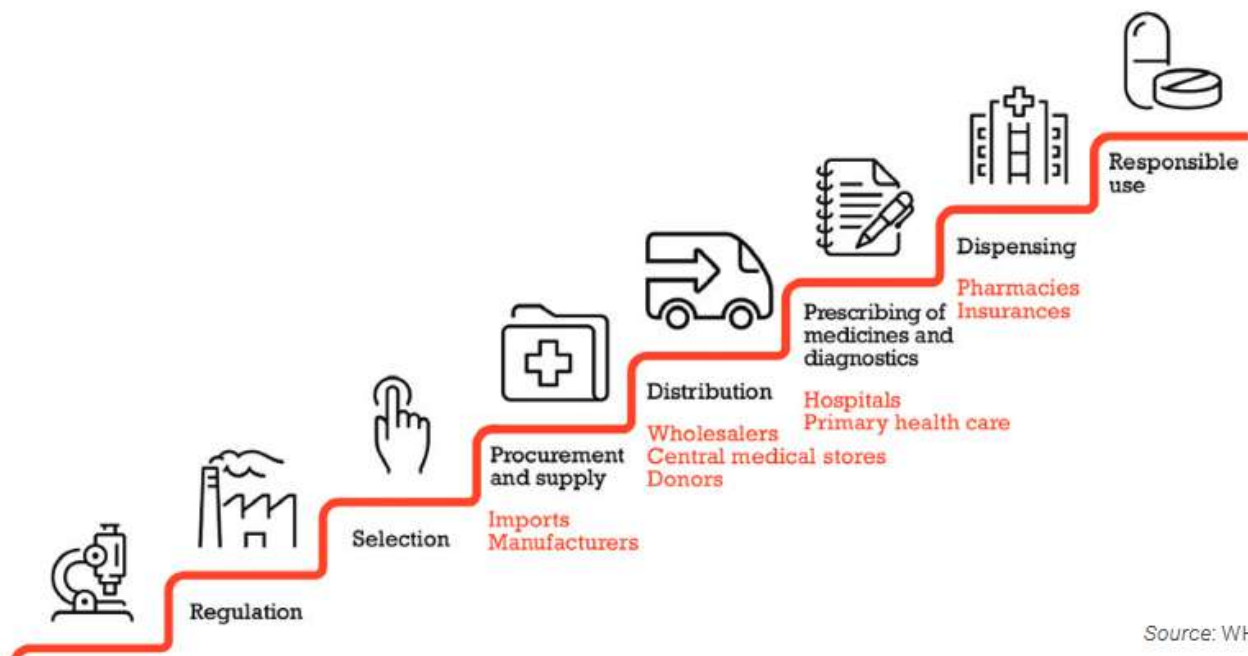 Responsible
use
Dispensing
Pharmacies
Insurances
Prescribing of
medicines and
diagnostics
Hospitals
Primary health care
Distribution
Wholesalers
Central medical stores
Donors
Procurement
and supply
Imports
Manufacturers
Selection
Regulation
Source: WH